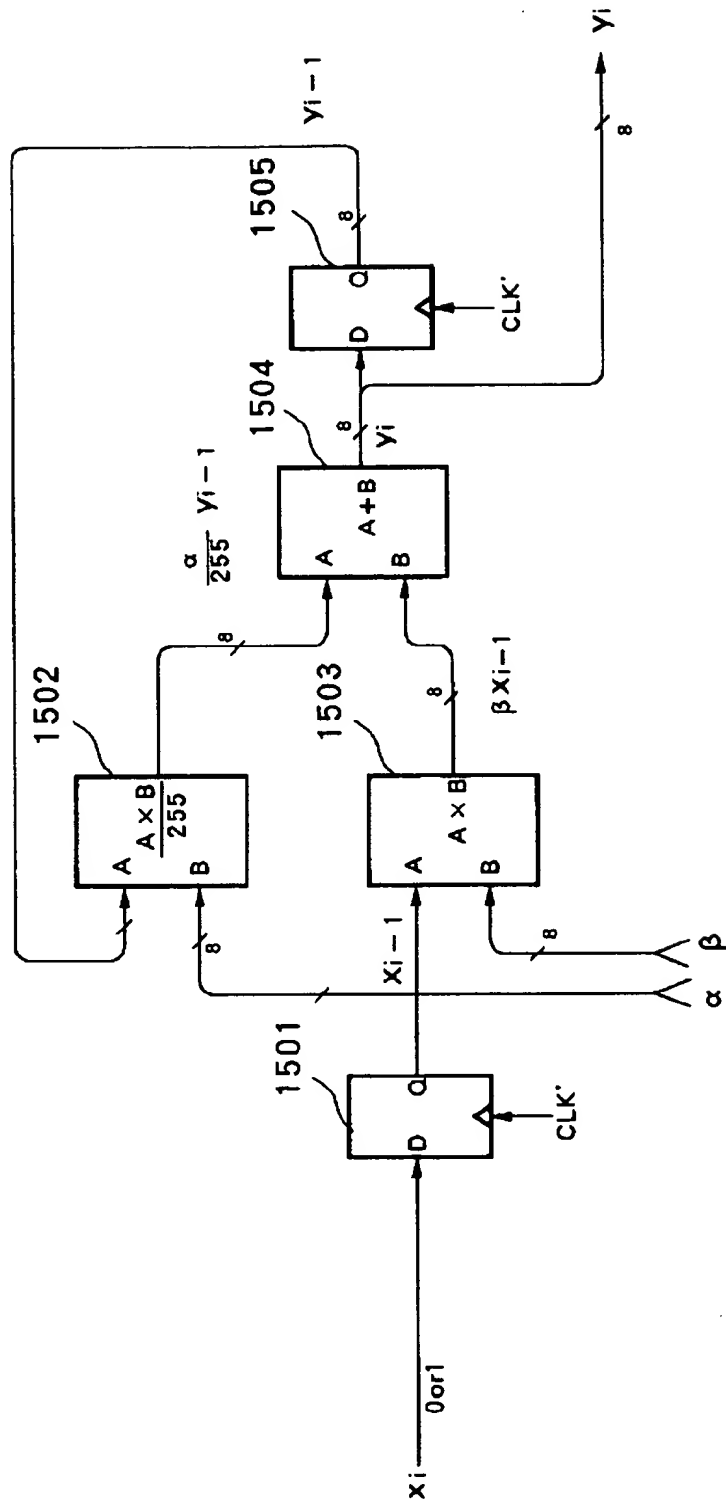 xi
0or1
1501
D
Q
CLK'
xi-1
α
β
8
8
1502
A
B
A × B
255
8
1503
A
B
A × B
8
βxi-1
α
255
yi-1
1504
A
B
A+B
8
yi
1505
D
Q
CLK'
8
yi-1
8
yi